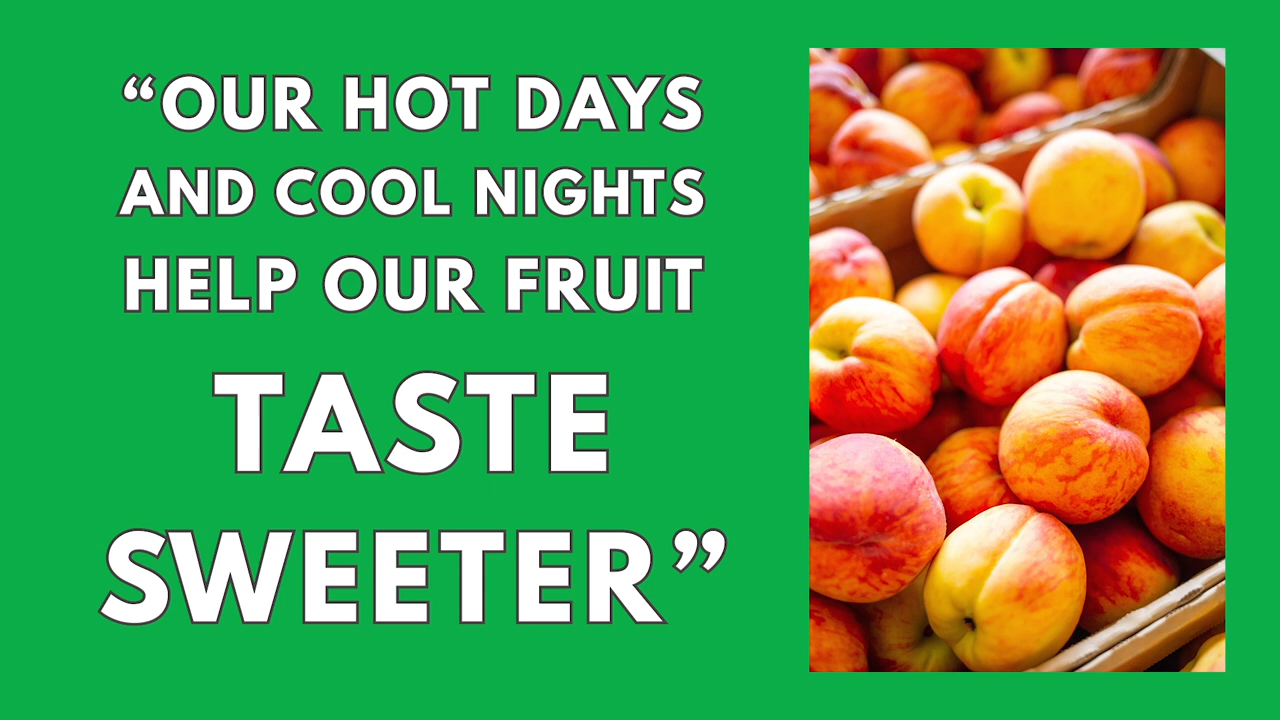 “OUR HOT DAYS
AND COOL NIGHTS
HELP OUR FRUIT
TASTE
SWEETER”